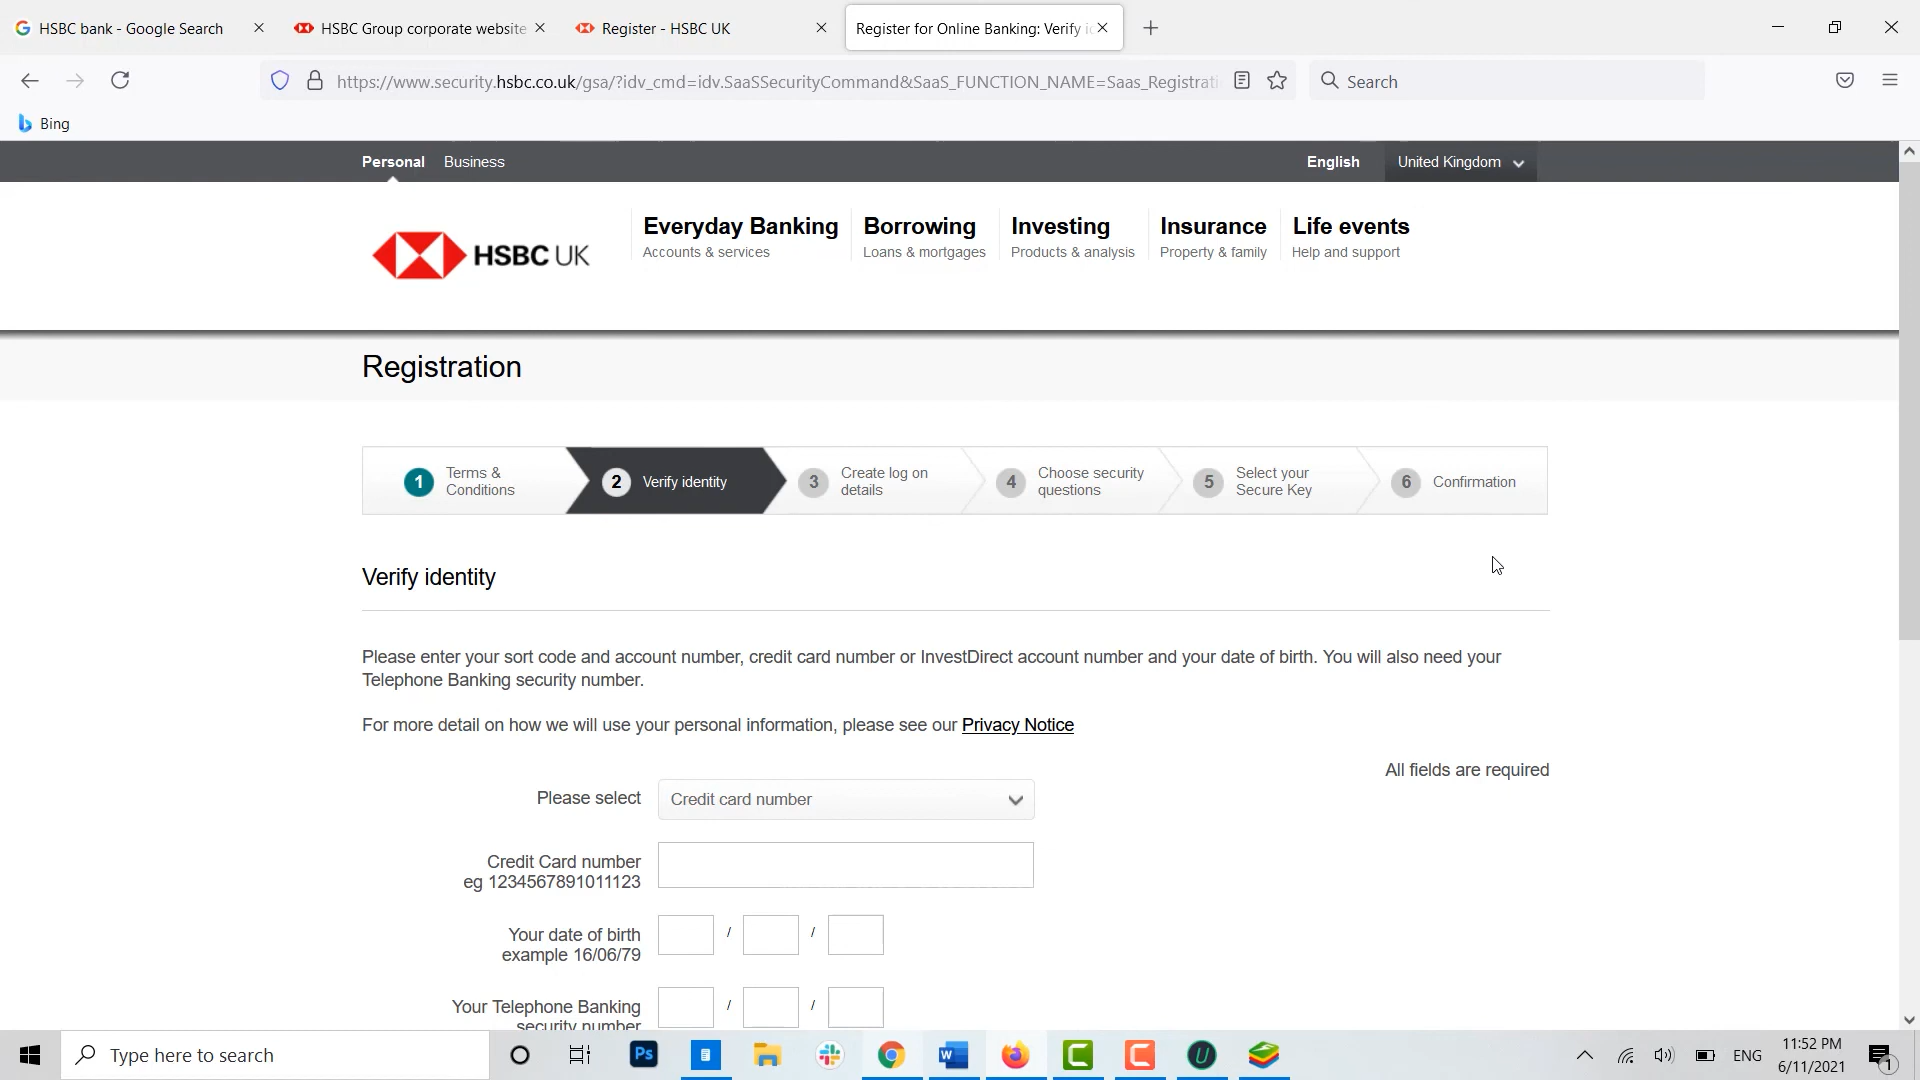 HSBC bank - Google Search
HSBC Group corporate website
Register - HSBC UK
Register for Online Banking: Verify i
https://www.security.hsbc.co.uk/gsa/?idv_cmd=idv.SaaSSecurityCommand&SaaS_FUNCTION_NAME=Saas_Registrati
Search
Bing
Personal Business English United Kingdom
HSBC UK
Everyday Banking Borrowing Investing Insurance Life events
Accounts & services Loans & mortgages Products & analysis Property & family Help and support
Registration
1 Terms &
Conditions
2 Verify identity
3 Create log on
details
4 Choose security
questions
5 Select your
Secure Key
6 Confirmation
Verify identity
Please enter your sort code and account number, credit card number or InvestDirect account number and your date of birth. You will also need your
Telephone Banking security number.
For more detail on how we will use your personal information, please see our Privacy Notice
All fields are required
Please select Credit card number
Credit Card number
eg 1234567891011123
Your date of birth / /
example 16/06/79
Your Telephone Banking / /
security number
Type here to search
Ps
W
C
C
U
ENG
11:52 PM
6/11/2021
1